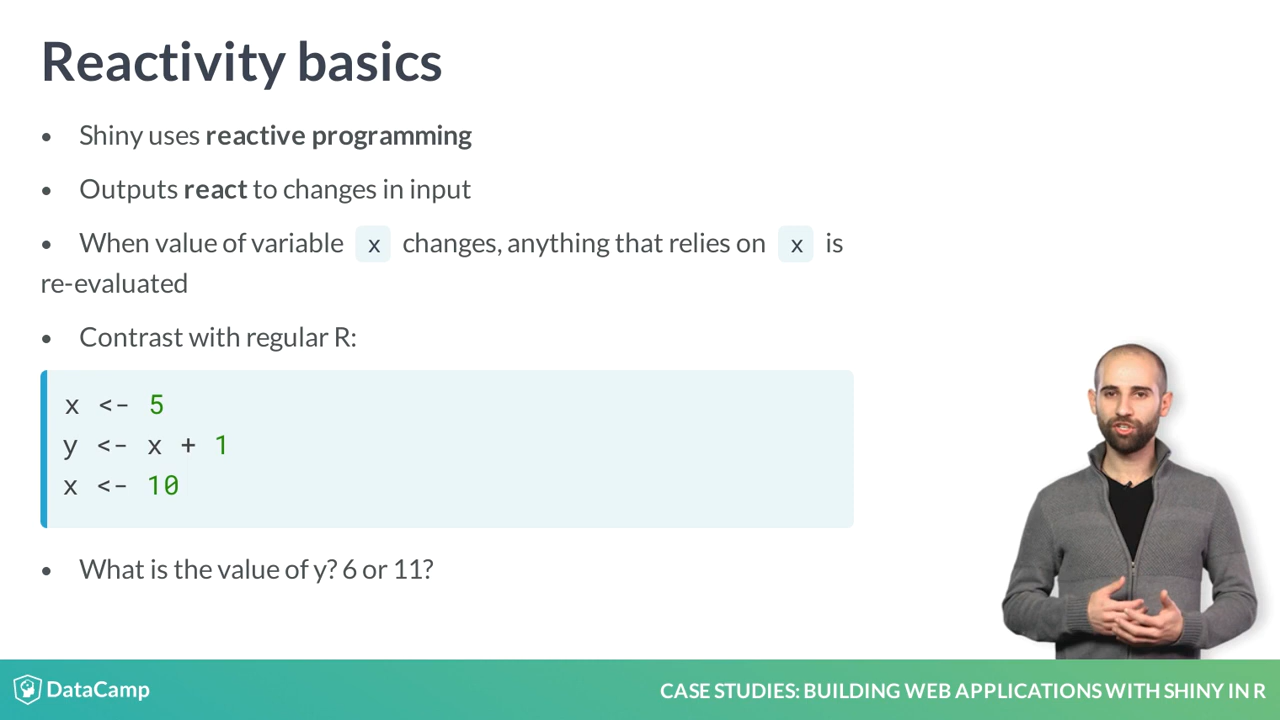 Reactivity basics
• Shiny uses reactive programming
• Outputs react to changes in input
• When value of variable x changes, anything that relies on x is
re-evaluated
• Contrast with regular R:
x <- 5
y <- x + 1
x <- 10
• What is the value of y? 6 or 11?
DataCamp
CASE STUDIES: BUILDING WEB APPLICATIONS WITH SHINY IN R